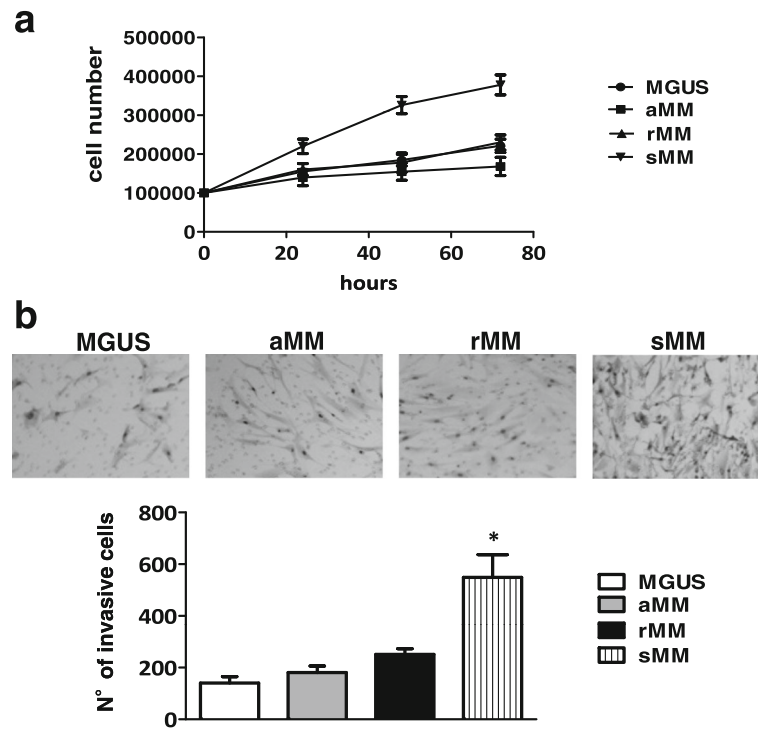 a
500000
400000
300000
200000
100000
0
cell number
0 20 40 60 80
hours
MGUS
aMM
rMM
sMM
b
MGUS aMM rMM sMM
800
600
400
200
0
N° of invasive cells
*
MGUS
aMM
rMM
sMM